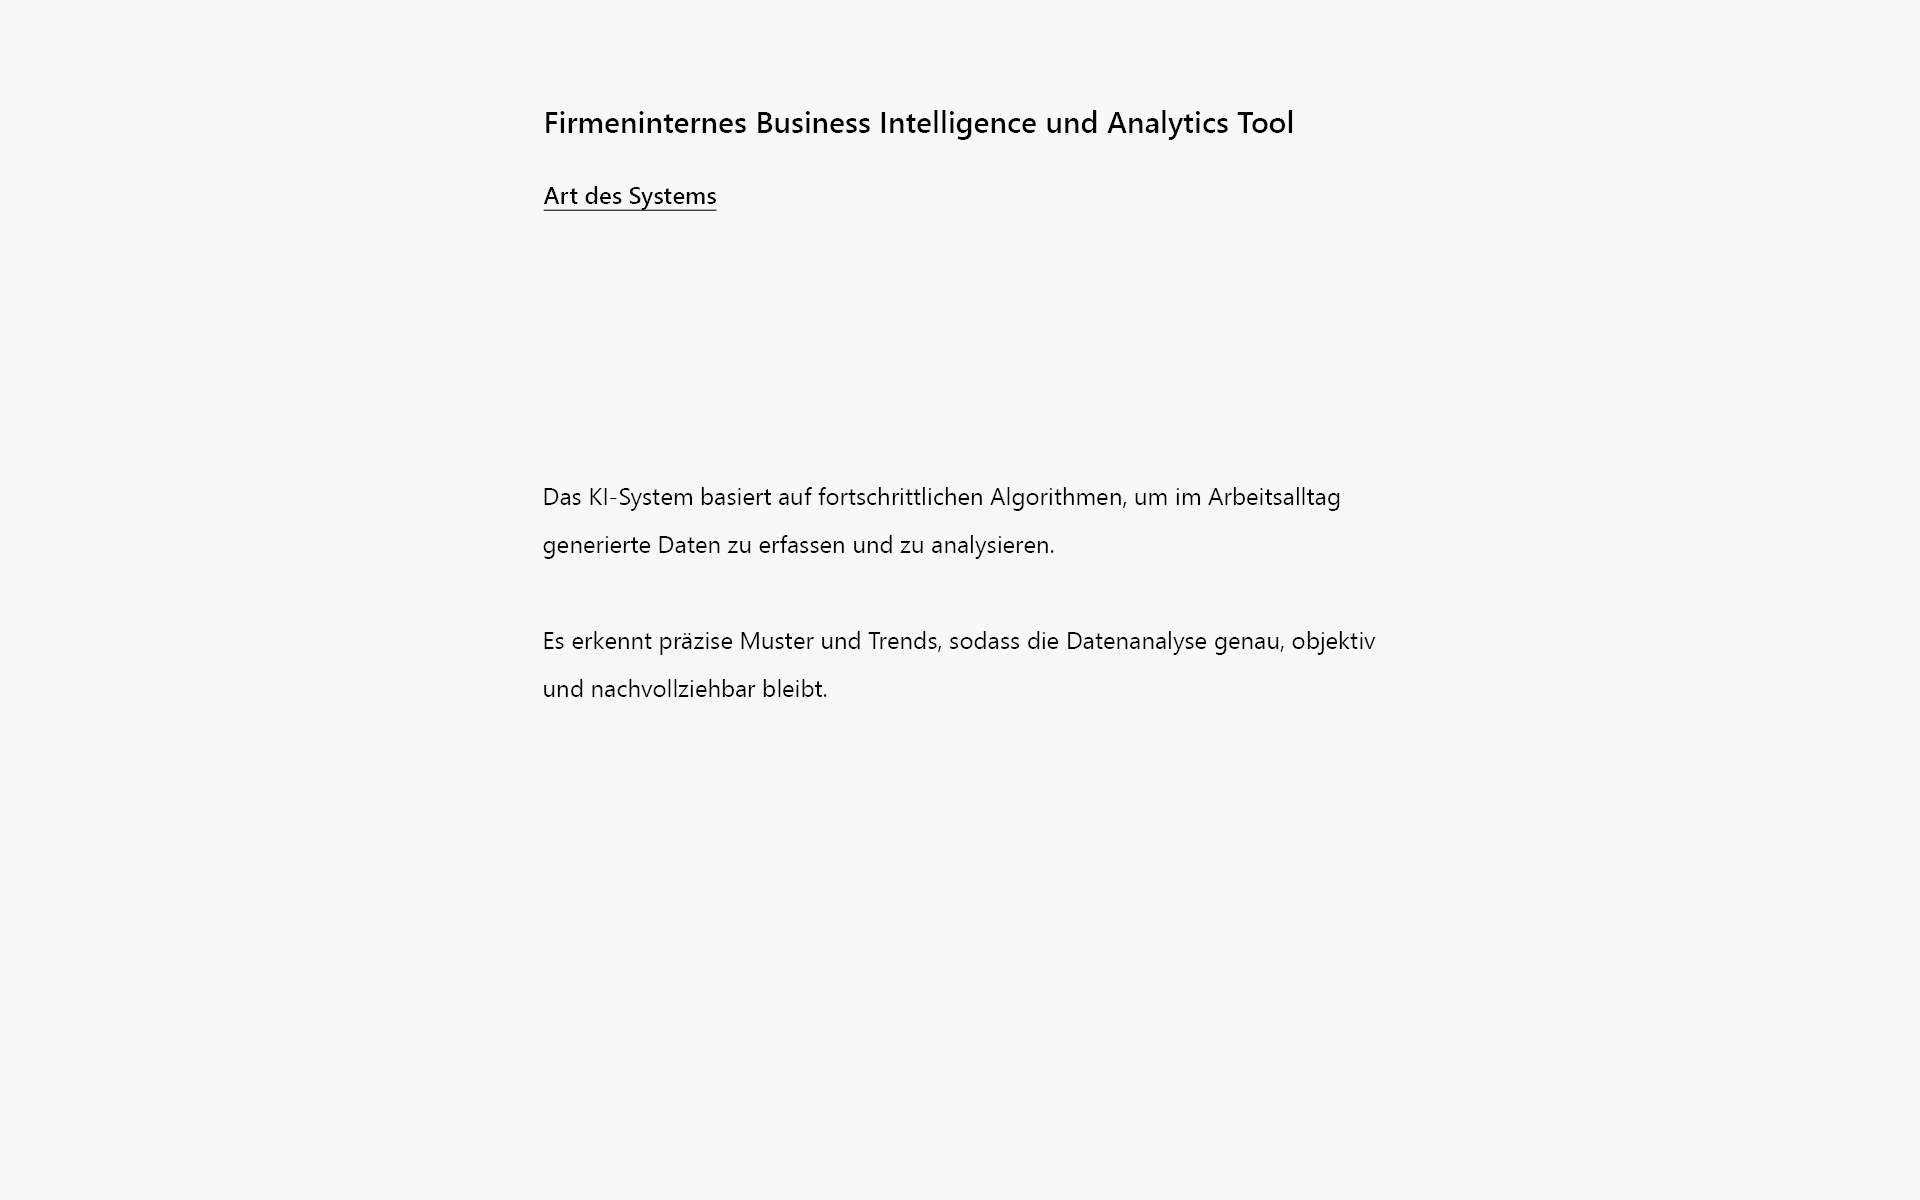 Firmeninternes Business Intelligence und Analytics Tool
Art des Systems
Das KI-System basiert auf fortschrittlichen Algorithmen, um im Arbeitsalltag
generierte Daten zu erfassen und zu analysieren.
Es erkennt präzise Muster und Trends, sodass die Datenanalyse genau, objektiv
und nachvollziehbar bleibt.